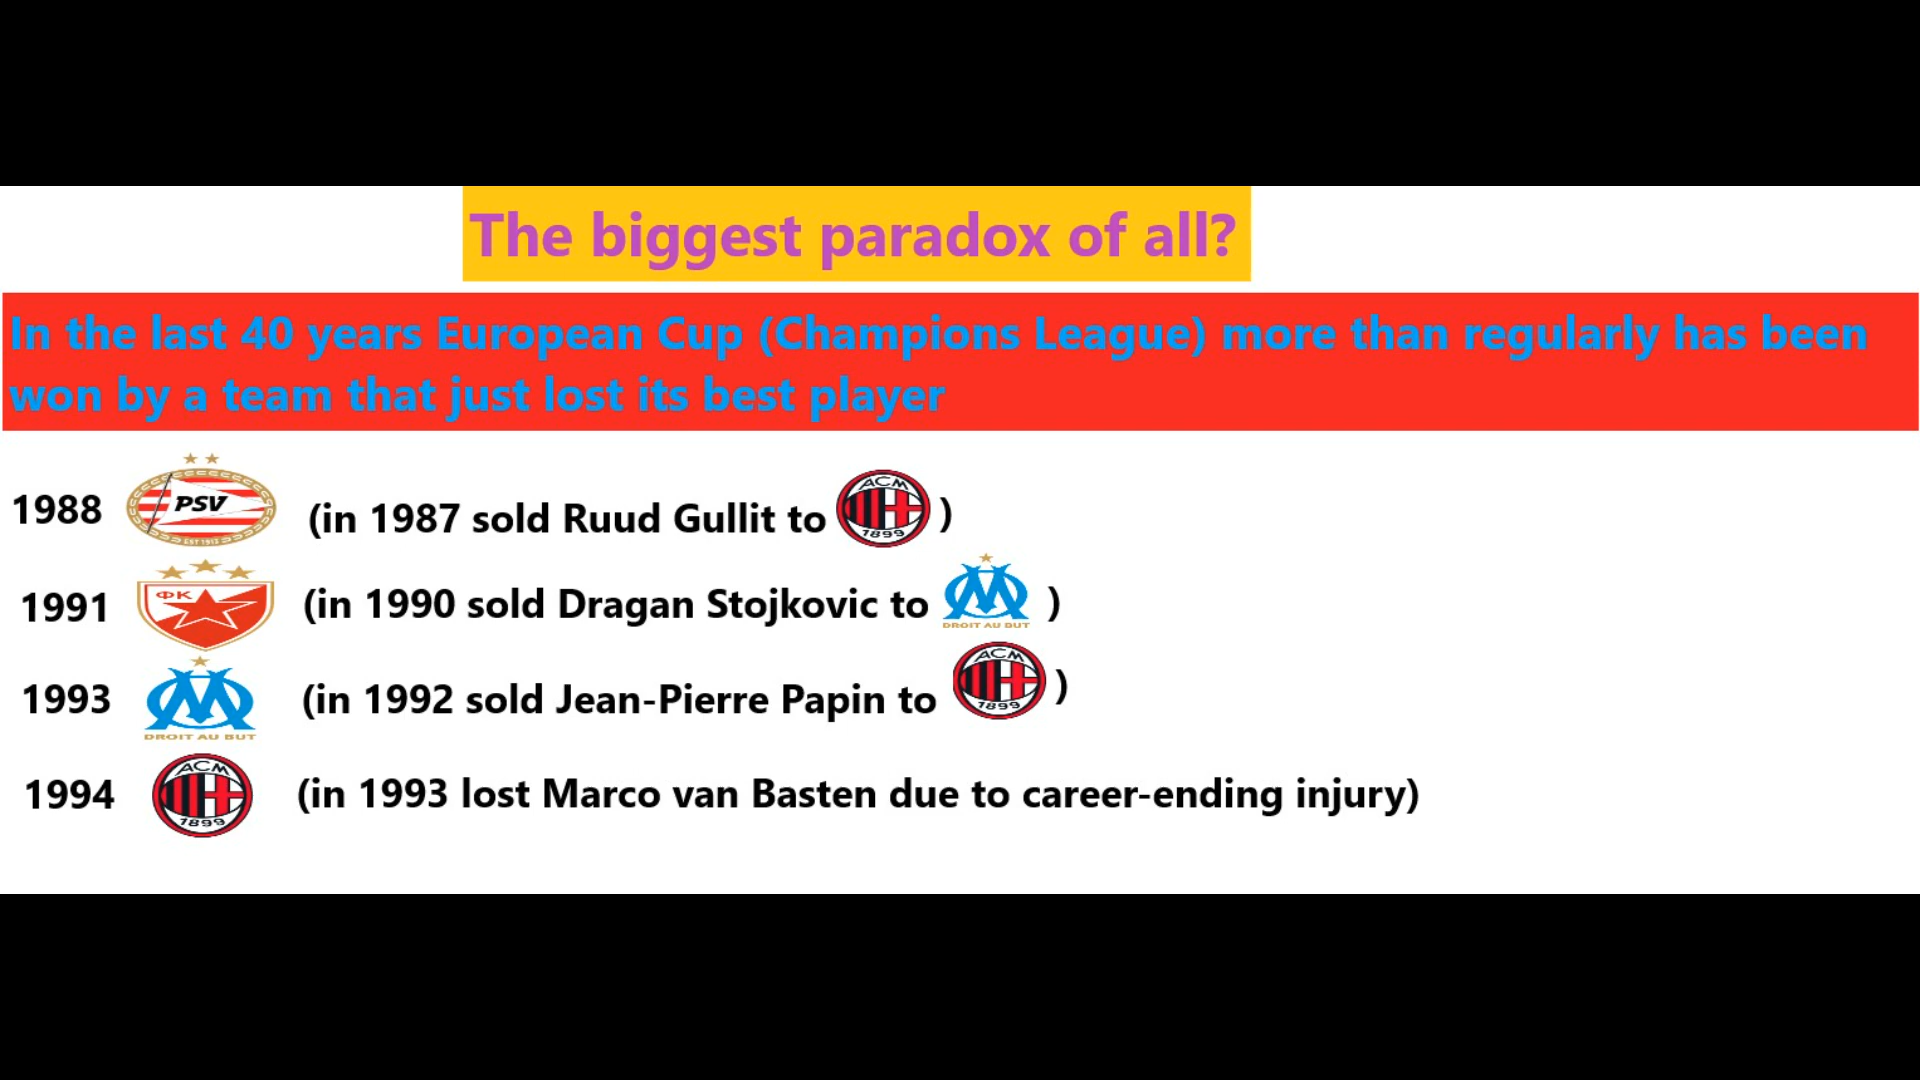 The biggest paradox of all?
In the last 40 years European Cup (Champions League) more than regularly has been
won by a team that just lost its best player
1988 PSV EST 1913 (in 1987 sold Ruud Gullit to ACM 1899 )
1991 ФК (in 1990 sold Dragan Stojkovic to DROIT AU BUT )
1993 DROIT AU BUT (in 1992 sold Jean-Pierre Papin to ACM 1899 )
1994 ACM 1899 (in 1993 lost Marco van Basten due to career-ending injury)